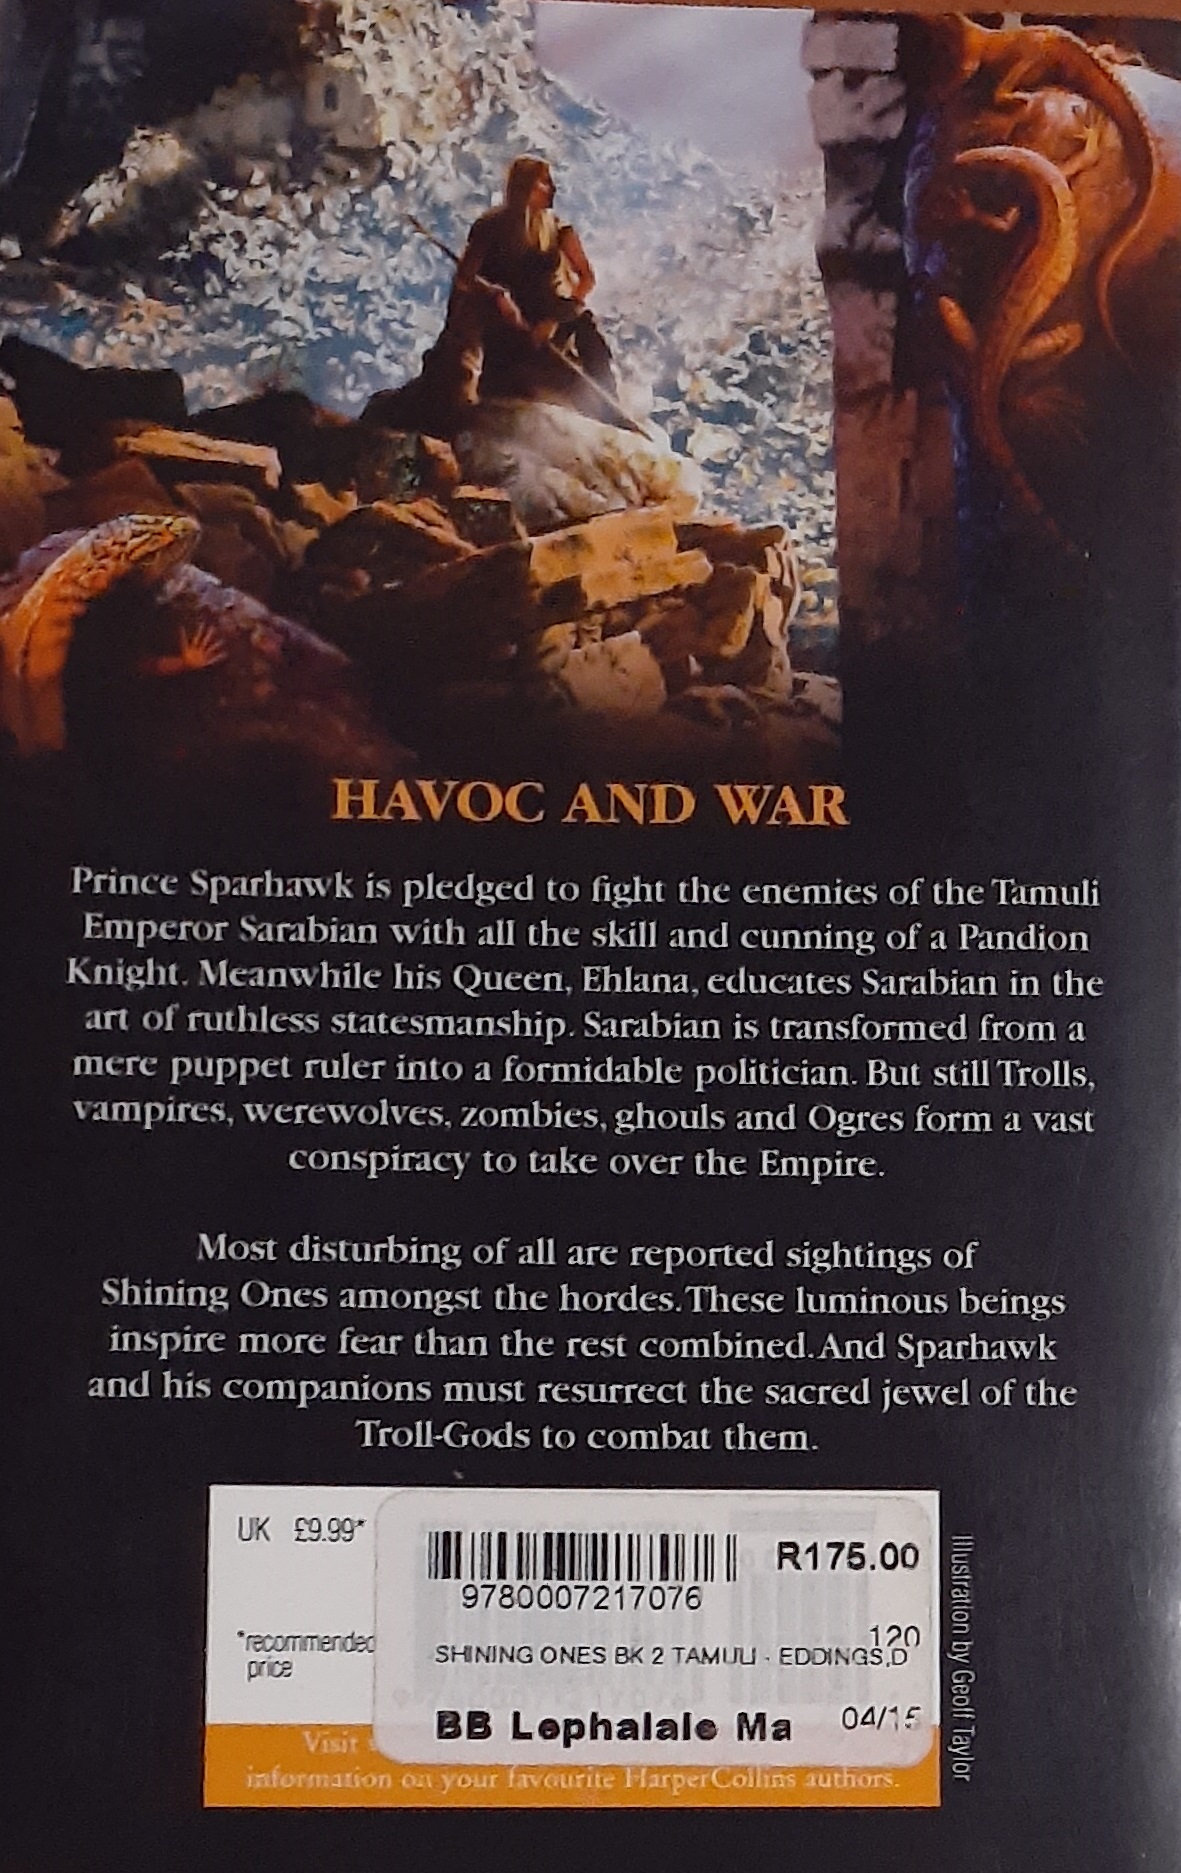 HAVOC AND WAR
Prince Sparhawk is pledged to fight the enemies of the Tamuli
Emperor Sarabian with all the skill and cunning of a Pandion
Knight. Meanwhile his Queen, Ehlana, educates Sarabian in the
art of ruthless statesmanship. Sarabian is transformed from a
mere puppet ruler into a formidable politician. But still Trolls,
vampires, werewolves, zombies, ghouls and Ogres form a vast
conspiracy to take over the Empire.
Most disturbing of all are reported sightings of
Shining Ones amongst the hordes. These luminous beings
inspire more fear than the rest combined. And Sparhawk
and his companions must resurrect the sacred jewel of the
Troll-Gods to combat them.
UK £9.99*
*recommended
price
R175.00
9780007217076
120
SHINING ONES BK 2 TAMULI - EDDINGS,D
BB Lephalale Ma
04/15
Visit
information on your favourite HarperCollins authors.
Illustration by Geoff Taylor